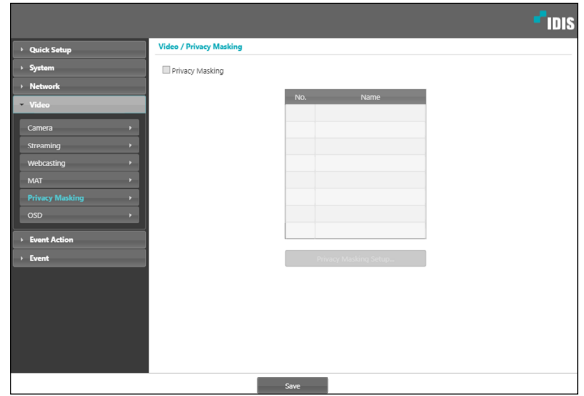 IDIS
Quick Setup
System
Network
Video
Camera
Streaming
Webcasting
MAT
Privacy Masking
OSD
Event Action
Event
Video / Privacy Masking
Privacy Masking
No. Name
Privacy Masking Setup...
Save